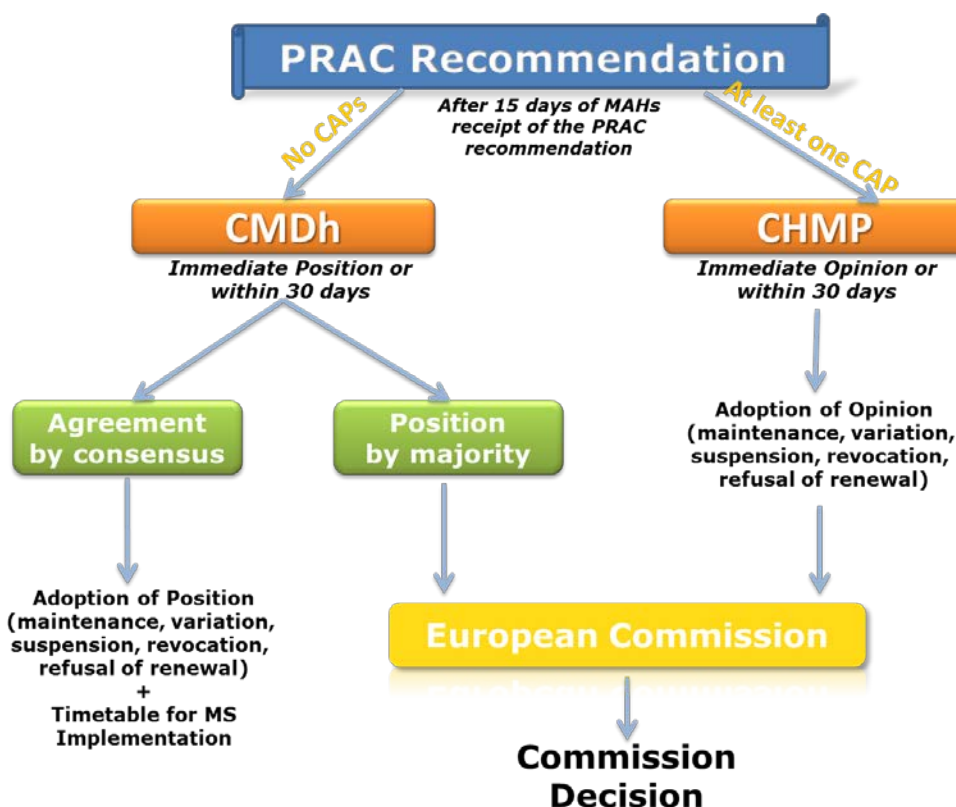 PRAC Recommendation
After 15 days of MAHs
receipt of the PRAC
recommendation
No CAPs
At least one CAP
CMDh
Immediate Position or
within 30 days
CHMP
Immediate Opinion or
within 30 days
Agreement
by consensus
Position
by majority
Adoption of Opinion
(maintenance, variation,
suspension, revocation,
refusal of renewal)
Adoption of Position
(maintenance, variation,
suspension, revocation,
refusal of renewal)
+
Timetable for MS
Implementation
European Commission
Commission
Decision